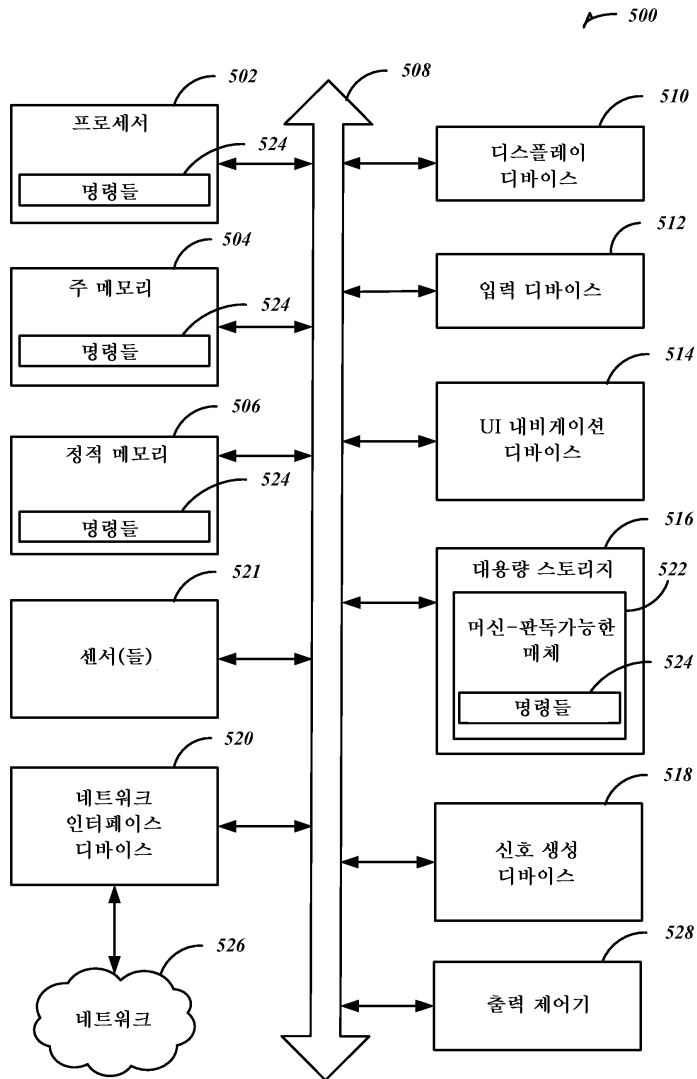 500
508
502
프로세서
524
명령들
504
주 메모리
524
명령들
506
정적 메모리
524
명령들
521
센서(들)
520
네트워크
인터페이스
디바이스
526
네트워크
510
디스플레이
디바이스
512
입력 디바이스
514
UI 내비게이션
디바이스
516
대용량 스토리지
522
머신-판독가능한
매체
524
명령들
518
신호 생성
디바이스
528
출력 제어기